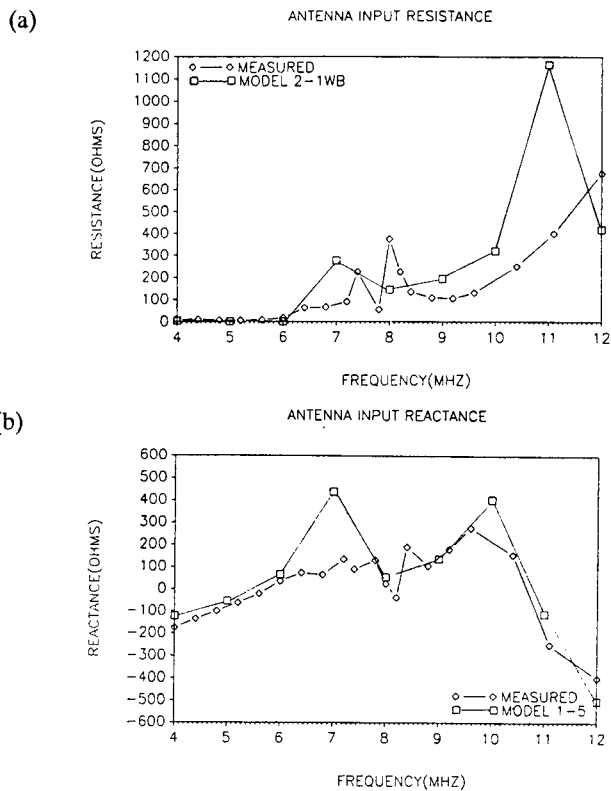 (a)
ANTENNA INPUT RESISTANCE
RESISTANCE(OHMS)
1200
1100
1000
900
800
700
600
500
400
300
200
100
0
MEASURED
MODEL 2-1WB
4 5 6 7 8 9 10 11 12
FREQUENCY(MHZ)
(b)
ANTENNA INPUT REACTANCE
REACTANCE(OHMS)
600
500
400
300
200
100
0
-100
-200
-300
-400
-500
-600
MEASURED
MODEL 1-5
4 5 6 7 8 9 10 11 12
FREQUENCY(MHZ)